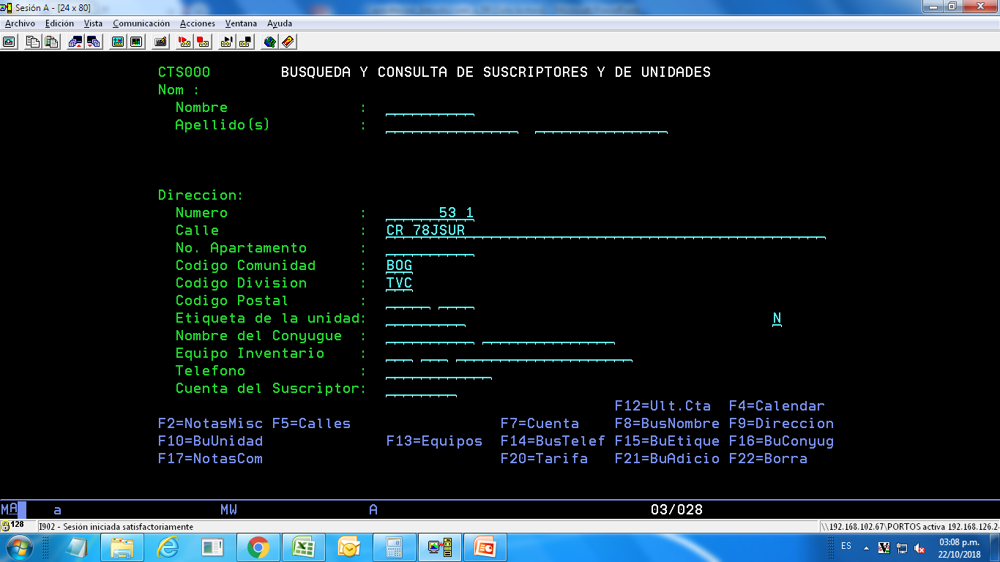 Sesión A - [24 x 80]
Archivo Edición Vista Comunicación Acciones Ventana Ayuda
CTS000 BUSQUEDA Y CONSULTA DE SUSCRIPTORES Y DE UNIDADES
Nom :
Nombre :
Apellido(s) :
Direccion:
Numero : 53 1
Calle : CR 78JSUR
No. Apartamento :
Codigo Comunidad : BOG
Codigo Division : TVC
Codigo Postal :
Etiqueta de la unidad: N
Nombre del Conyugue :
Equipo Inventario :
Telefono :
Cuenta del Suscriptor:
F12=Ult.Cta F4=Calendar
F2=NotasMisc F5=Calles F7=Cuenta F8=BusNombre F9=Direccion
F10=BuUnidad F13=Equipos F14=BusTelef F15=BuEtique F16=BuConyug
F17=NotasCom F20=Tarifa F21=BuAdicio F22=Borra
MA a MW A 03/028
128 I902 - Sesión iniciada satisfactoriamente \\192.168.102.67\PORTOS activa 192.168.126.2
ES 03:08 p.m.
22/10/2018